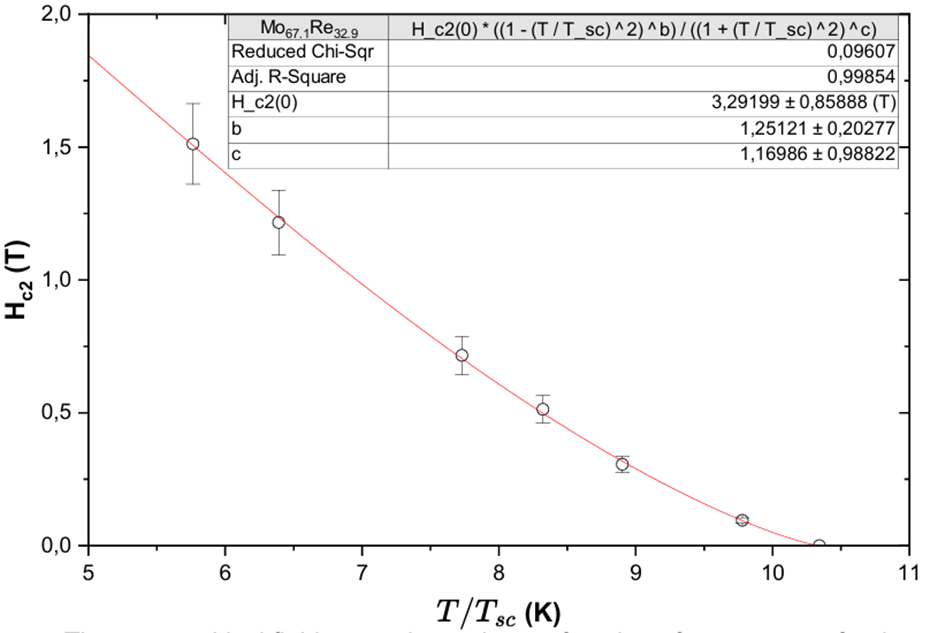 2,0
1,5
1,0
0,5
0,0
H_c2 (T)
Mo67.1Re32.9 H_c2(0) * ((1 - (T / T_sc) ^ 2) ^ b) / ((1 + (T / T_sc) ^ 2) ^ c)
Reduced Chi-Sqr 0,09607
Adj. R-Square 0,99854
H_c2(0) 3,29199 ± 0,85888 (T)
b 1,25121 ± 0,20277
c 1,16986 ± 0,98822
5 6 7 8 9 10 11
T/T_sc (K)